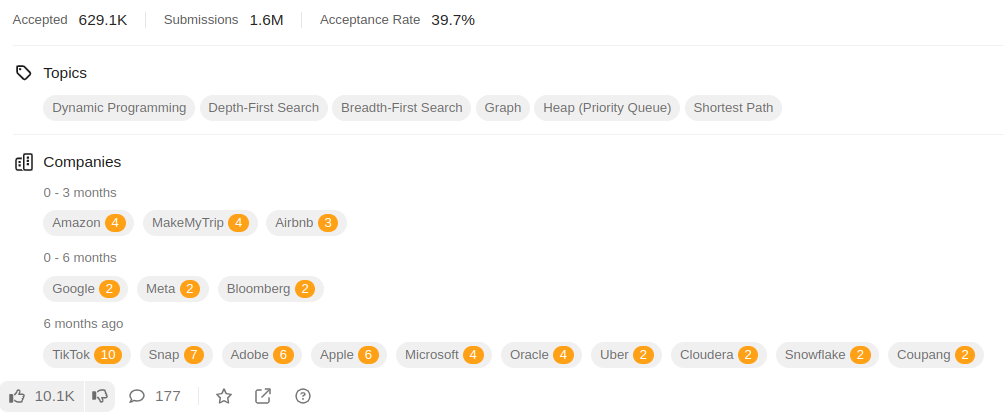 Accepted 629.1K Submissions 1.6M Acceptance Rate 39.7%
Topics
Dynamic Programming Depth-First Search Breadth-First Search Graph Heap (Priority Queue) Shortest Path
Companies
0 - 3 months
Amazon 4 MakeMyTrip 4 Airbnb 3
0 - 6 months
Google 2 Meta 2 Bloomberg 2
6 months ago
TikTok 10 Snap 7 Adobe 6 Apple 6 Microsoft 4 Oracle 4 Uber 2 Cloudera 2 Snowflake 2 Coupang 2
10.1K 177